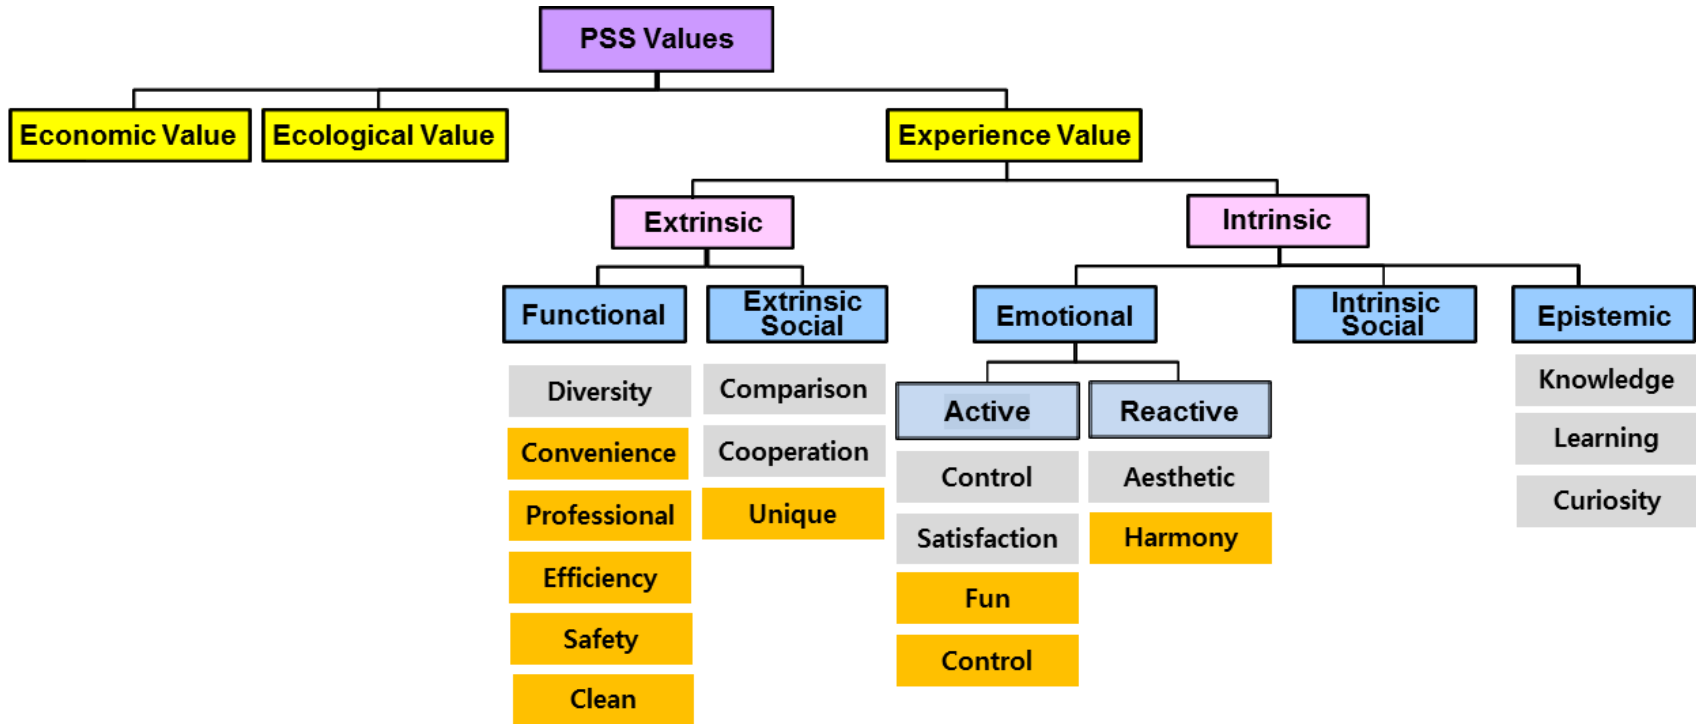 PSS Values
Economic Value
Ecological Value
Experience Value
Extrinsic
Intrinsic
Functional
Extrinsic
Social
Emotional
Intrinsic
Social
Epistemic
Diversity
Convenience
Professional
Efficiency
Safety
Clean
Comparison
Cooperation
Unique
Active
Control
Satisfaction
Fun
Control
Reactive
Aesthetic
Harmony
Knowledge
Learning
Curiosity